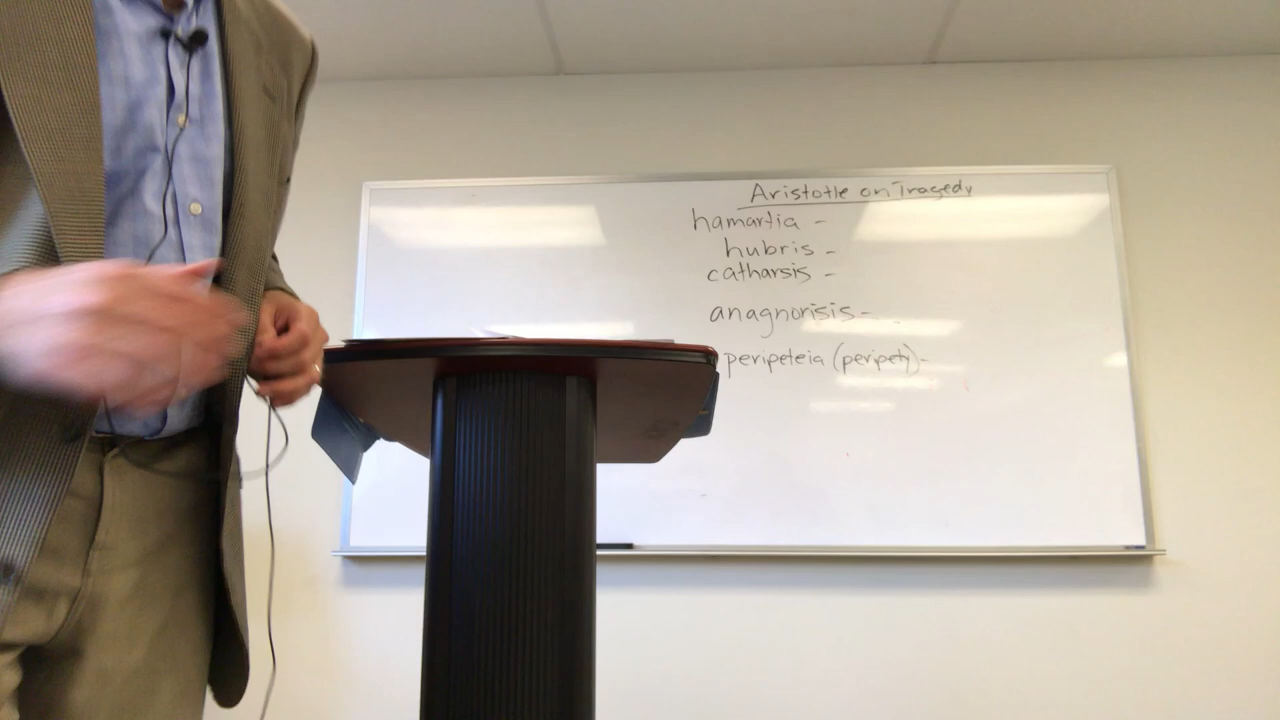 Aristotle on Tragedy
hamartia -
hubris -
catharsis -
anagnorisis -
peripeteia (peripety) -